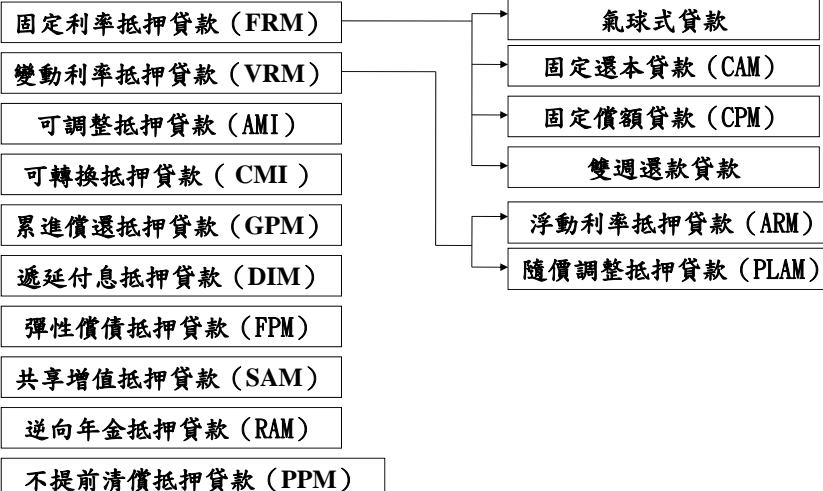 固定利率抵押貸款（FRM）
變動利率抵押貸款（VRM）
可調整抵押貸款（AMI）
可轉換抵押貸款（ CMI ）
累進償還抵押貸款（GPM）
遞延付息抵押貸款（DIM）
彈性償債抵押貸款（FPM）
共享增值抵押貸款（SAM）
逆向年金抵押貸款（RAM）
不提前清償抵押貸款（PPM）
氣球式貸款
固定還本貸款（CAM）
固定償額貸款（CPM）
雙週還款貸款
浮動利率抵押貸款（ARM）
隨價調整抵押貸款（PLAM）